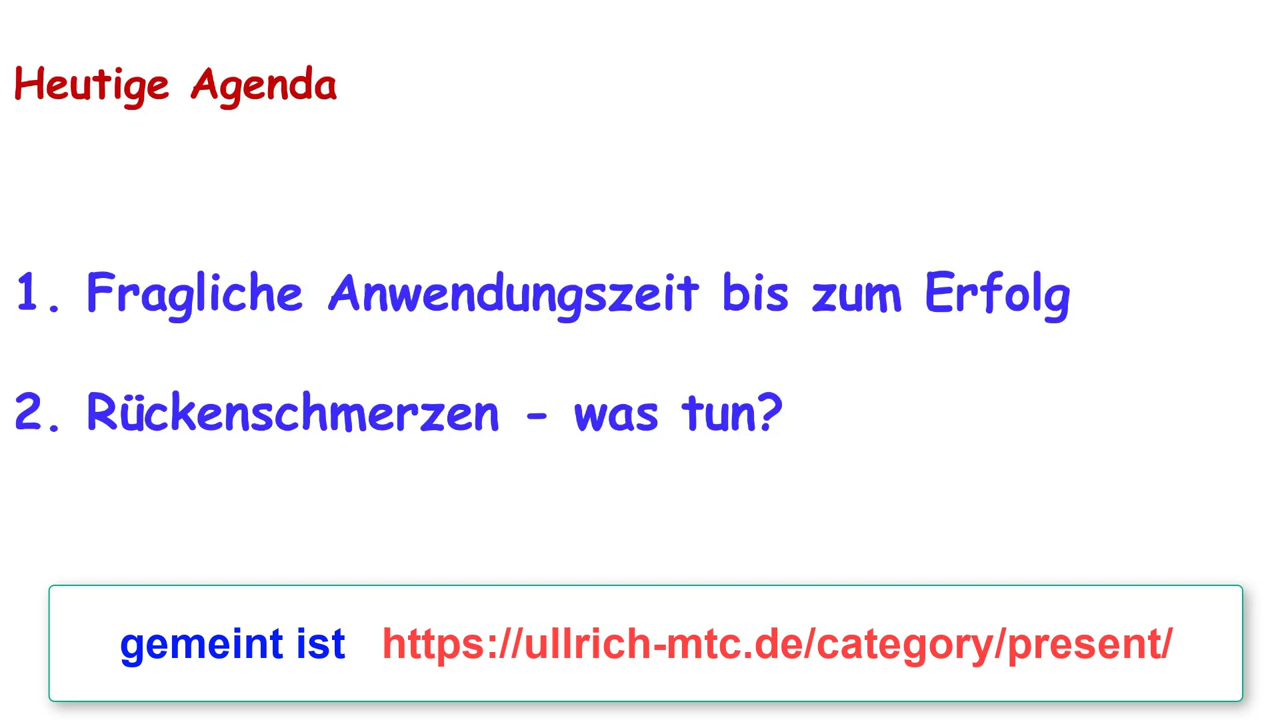 Heutige Agenda
1. Fragliche Anwendungszeit bis zum Erfolg
2. Rückenschmerzen - was tun?
gemeint ist https://ullrich-mtc.de/category/present/